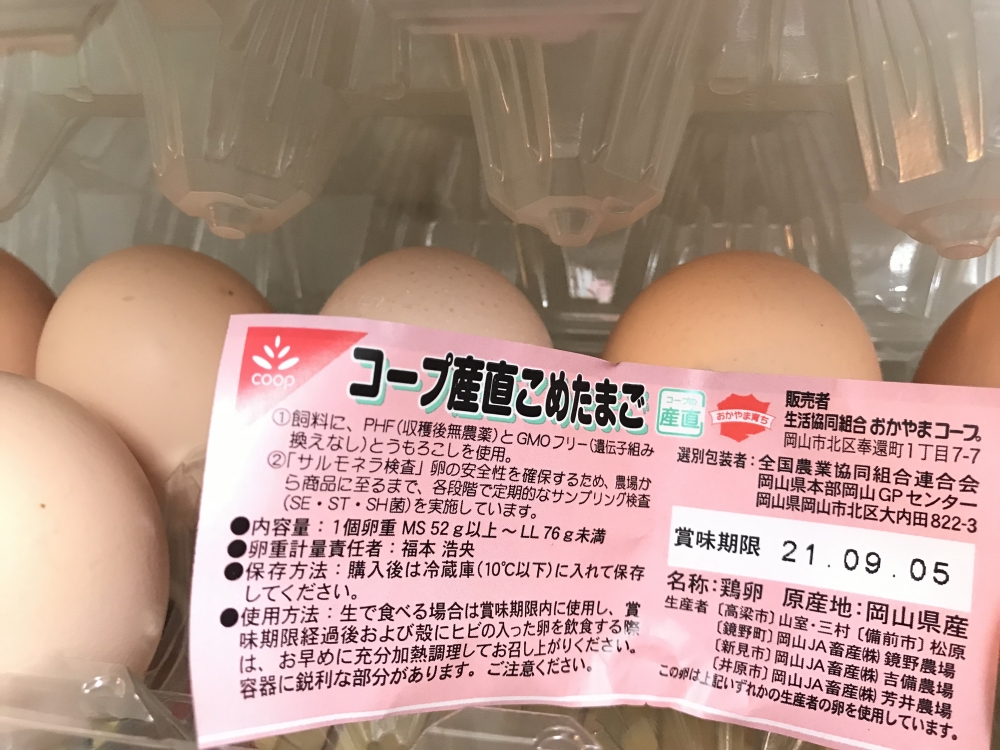 coop
コープ産直こめたまご
コープの
産直
おかやま育ち
①飼料に、PHF(収穫後無農薬)とGMOフリー(遺伝子組み
換えなし)とうもろこしを使用。
②「サルモネラ検査」卵の安全性を確保するため、農場か
ら商品に至るまで、各段階で定期的なサンプリング検査
(SE・ST・SH菌)を実施しています。
●内容量:1個卵重 MS 52g以上～LL 76g未満
●卵重計量責任者:福本 浩央
●保存方法:購入後は冷蔵庫(10℃以下)に入れて保存
してください。
●使用方法:生で食べる場合は賞味期限内に使用し、賞
味期限経過後および殻にヒビの入った卵を飲食する際
は、お早めに充分加熱調理してお召し上がりください。
容器に鋭利な部分があります。ご注意ください。
販売者
生活協同組合 おかやまコープ。
岡山市北区奉還町1丁目7-7
選別包装者:全国農業協同組合連合会
岡山県本部岡山GPセンター
岡山県岡山市北区大内田822-3
賞味期限 21.09.05
名称:鶏卵 原産地:岡山県産
生産者 〔高梁市〕山室・三村〔備前市〕松原
〔鏡野町〕岡山JA畜産㈱鏡野農場
〔新見市〕岡山JA畜産㈱吉備農場
〔井原市〕岡山JA畜産㈱芳井農場
この卵は上記いずれかの生産者の卵を使用しています。